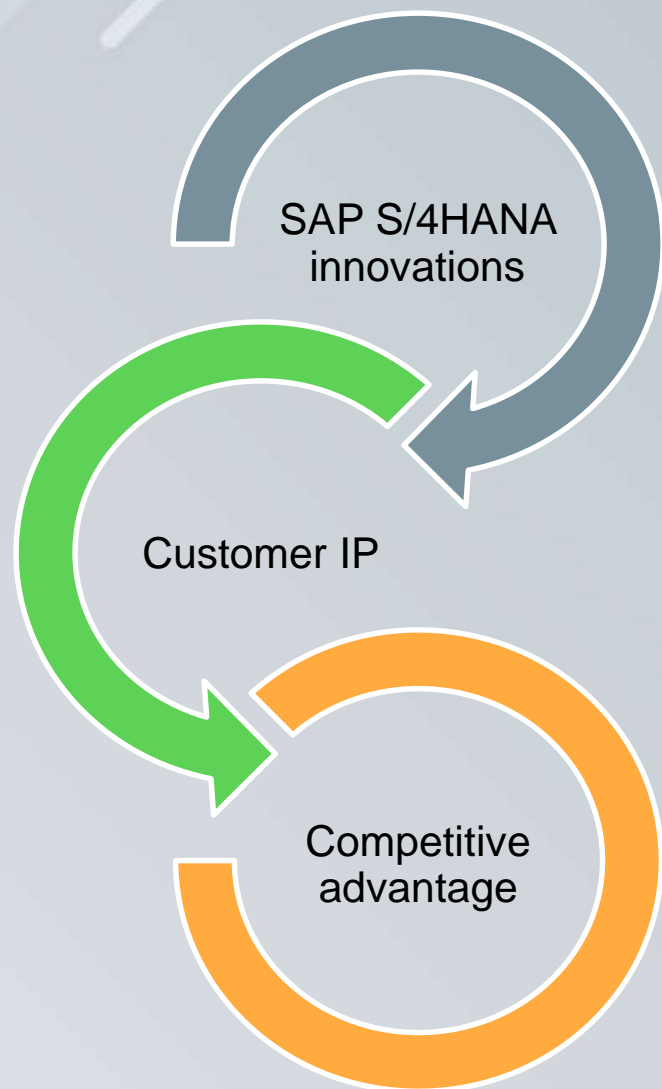 SAP S/4HANA
innovations
Customer IP
Competitive
advantage